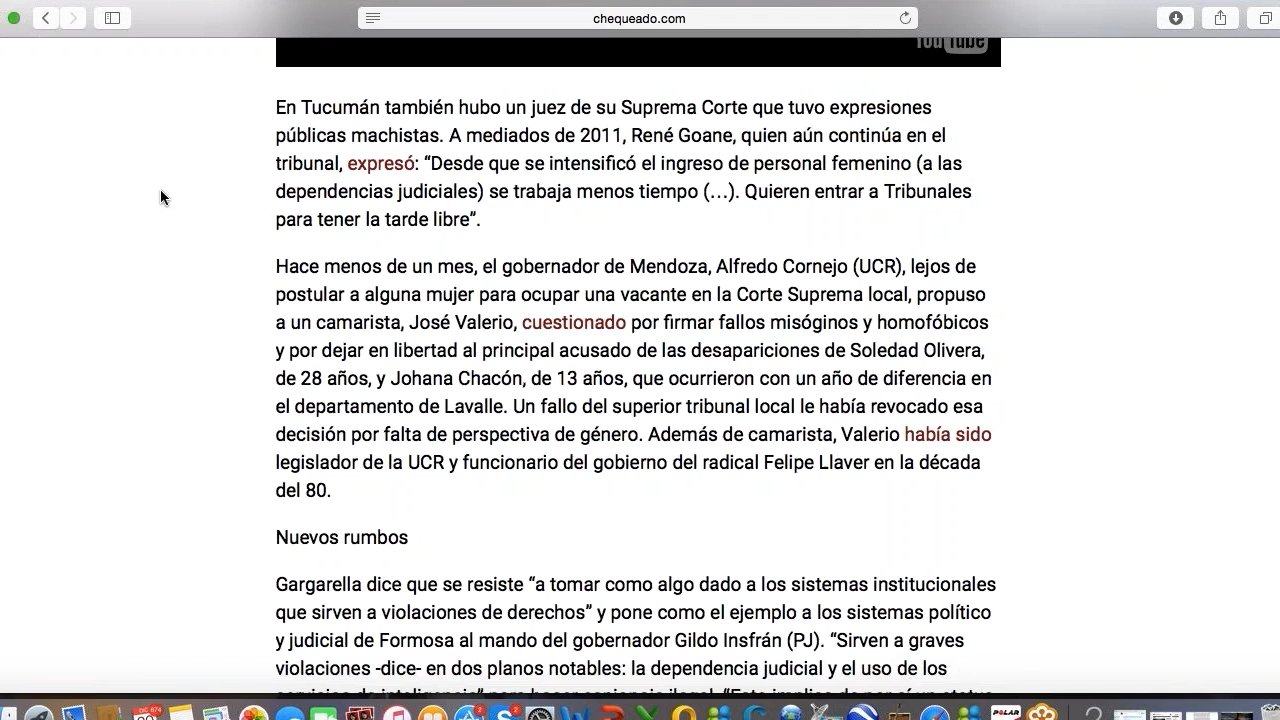 chequeado.com
YouTube
En Tucumán también hubo un juez de su Suprema Corte que tuvo expresiones
públicas machistas. A mediados de 2011, René Goane, quien aún continúa en el
tribunal, expresó: “Desde que se intensificó el ingreso de personal femenino (a las
dependencias judiciales) se trabaja menos tiempo (…). Quieren entrar a Tribunales
para tener la tarde libre”.
Hace menos de un mes, el gobernador de Mendoza, Alfredo Cornejo (UCR), lejos de
postular a alguna mujer para ocupar una vacante en la Corte Suprema local, propuso
a un camarista, José Valerio, cuestionado por firmar fallos misóginos y homofóbicos
y por dejar en libertad al principal acusado de las desapariciones de Soledad Olivera,
de 28 años, y Johana Chacón, de 13 años, que ocurrieron con un año de diferencia en
el departamento de Lavalle. Un fallo del superior tribunal local le había revocado esa
decisión por falta de perspectiva de género. Además de camarista, Valerio había sido
legislador de la UCR y funcionario del gobierno del radical Felipe Llaver en la década
del 80.
Nuevos rumbos
Gargarella dice que se resiste “a tomar como algo dado a los sistemas institucionales
que sirven a violaciones de derechos” y pone como el ejemplo a los sistemas político
y judicial de Formosa al mando del gobernador Gildo Insfrán (PJ). “Sirven a graves
violaciones -dice- en dos planos notables: la dependencia judicial y el uso de los
POLAR